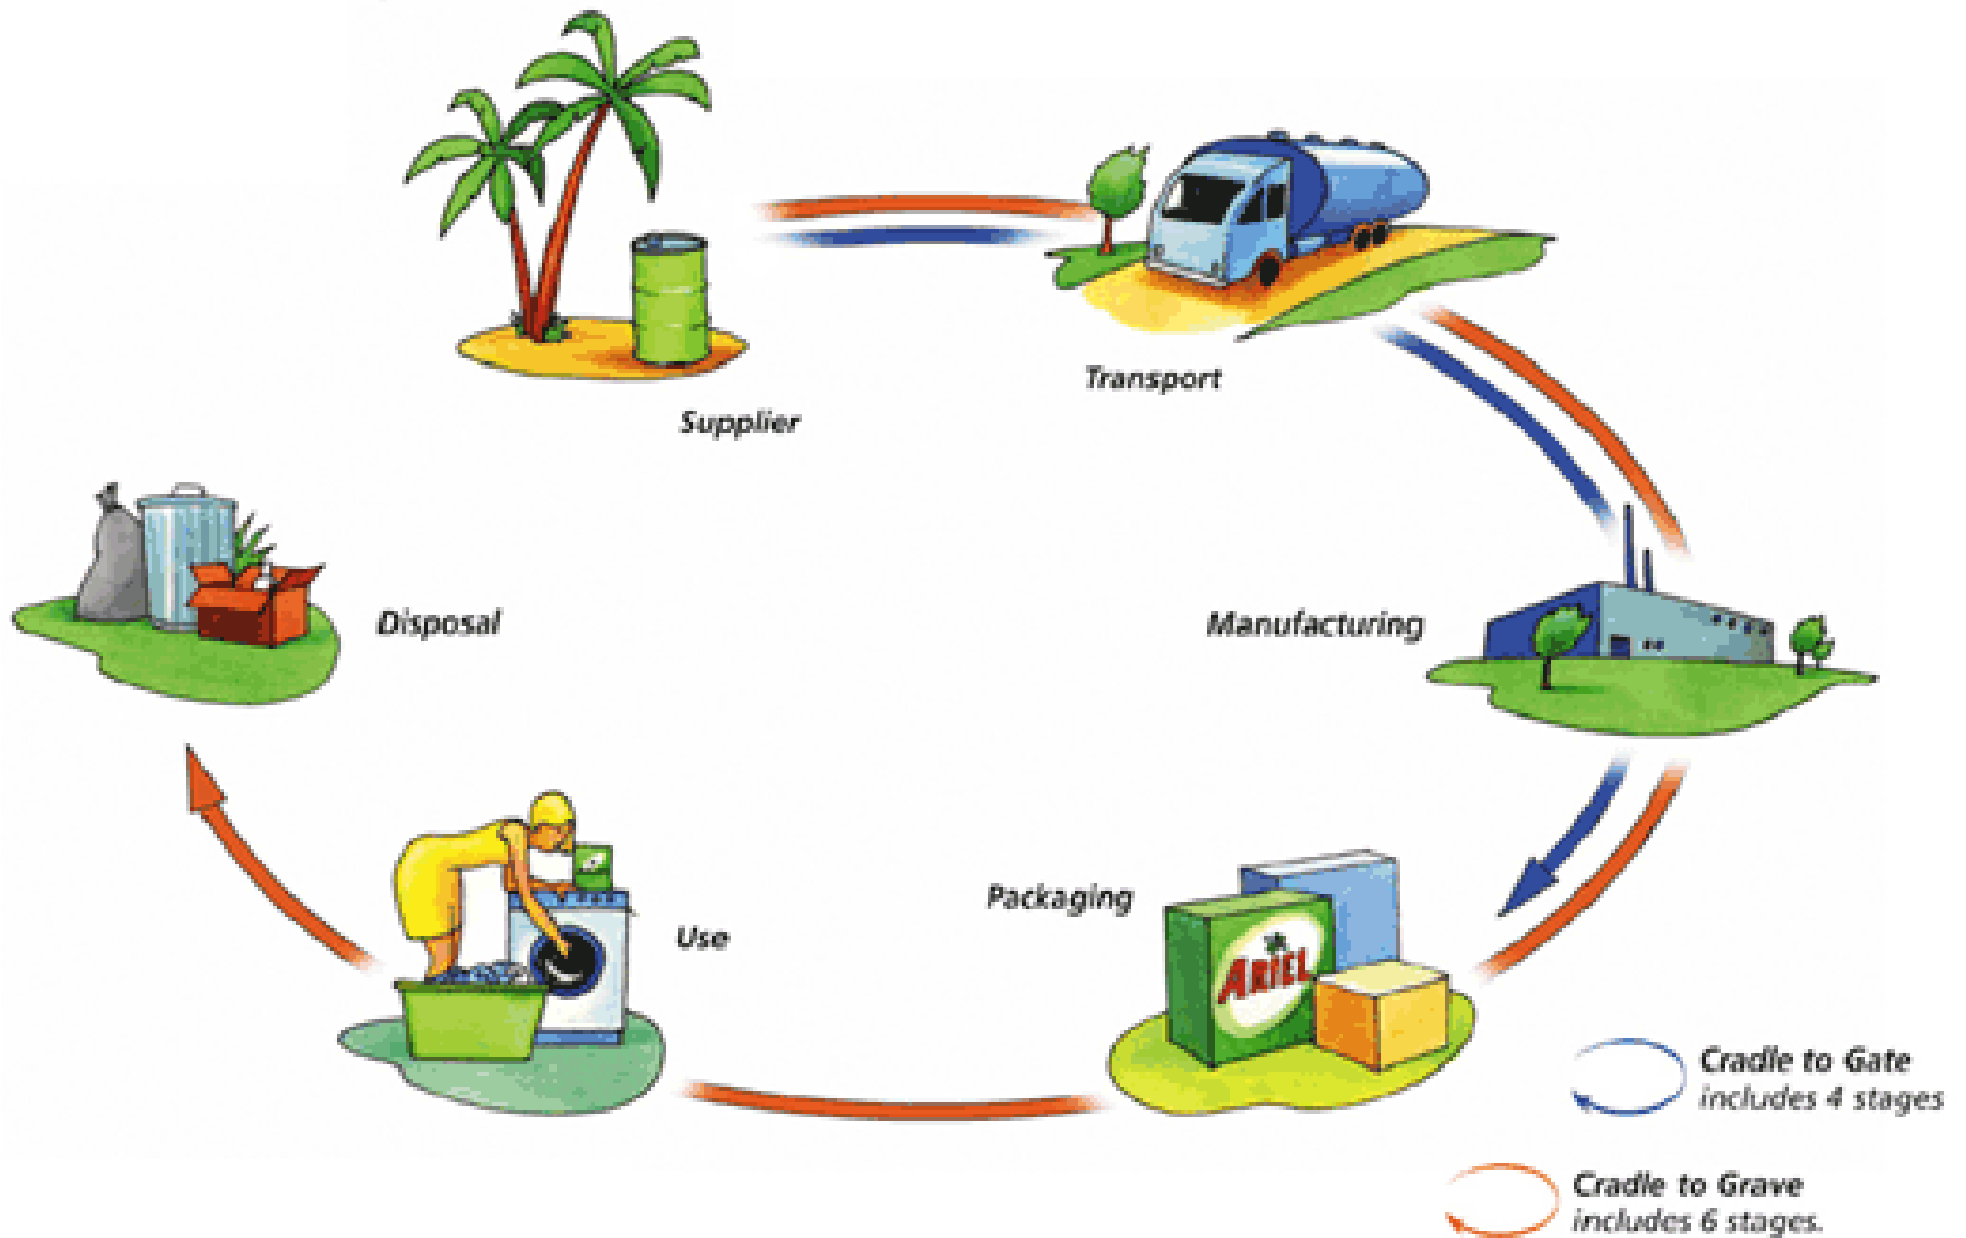 Supplier
Transport
Manufacturing
Packaging
ARIEL
Use
Disposal
Cradle to Gate
includes 4 stages
Cradle to Grave
includes 6 stages.